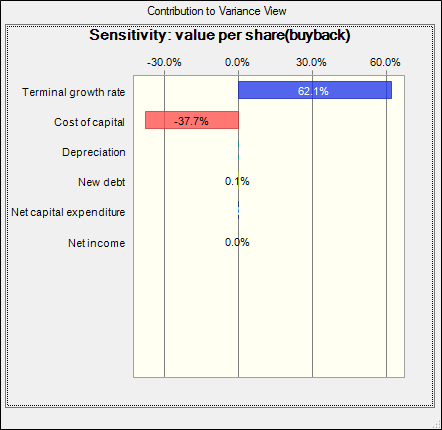 Contribution to Variance View
Sensitivity: value per share(buyback)
-30.0% 0.0% 30.0% 60.0%
Terminal growth rate 62.1%
Cost of capital -37.7%
Depreciation
New debt 0.1%
Net capital expenditure
Net income 0.0%